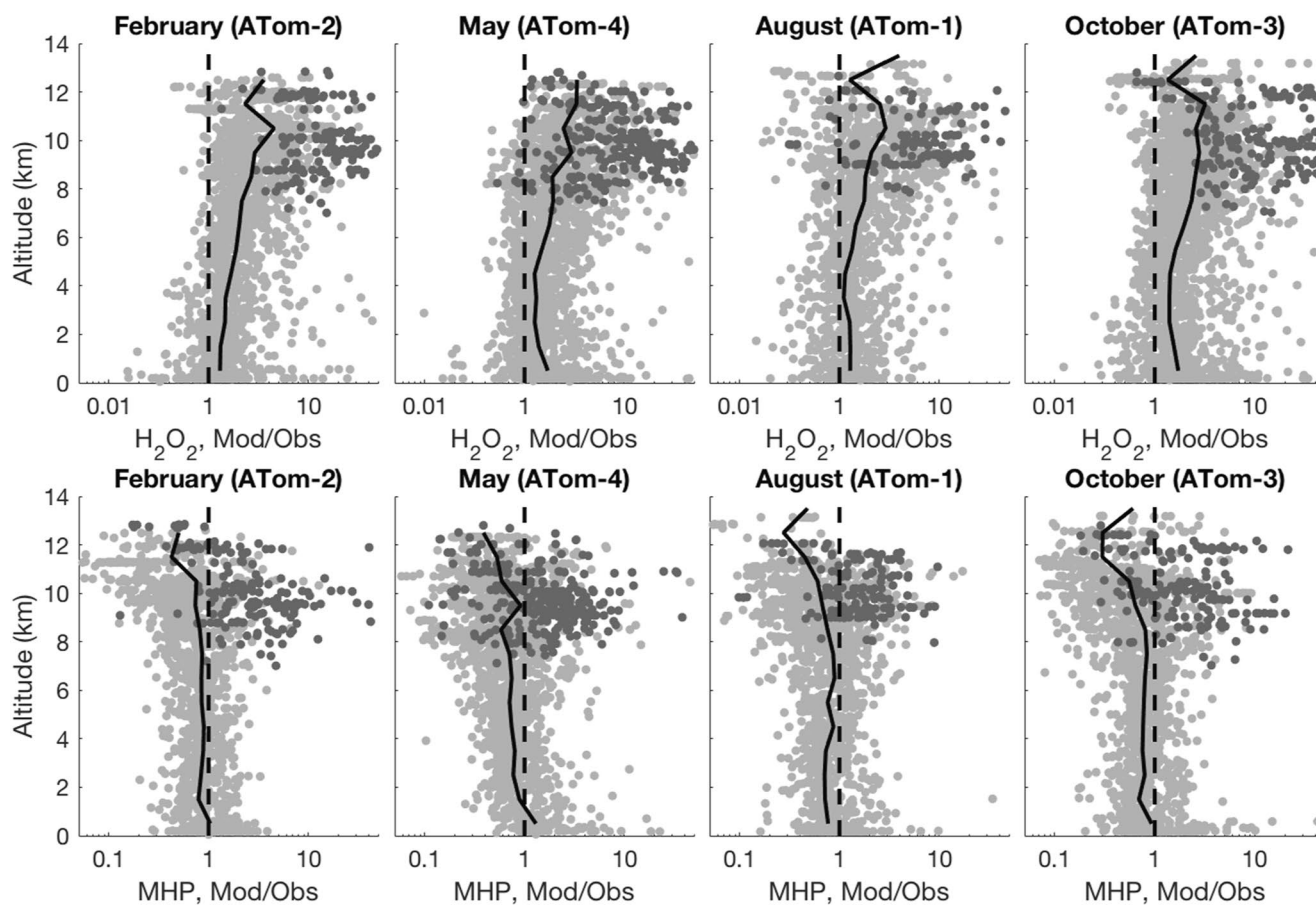 February (ATom-2) May (ATom-4) August (ATom-1) October (ATom-3)
14
12
10
8
6
4
2
0
Altitude (km)
0.01 1 10 0.01 1 10 0.01 1 10 0.01 1 10
H₂O₂, Mod/Obs H₂O₂, Mod/Obs H₂O₂, Mod/Obs H₂O₂, Mod/Obs
February (ATom-2) May (ATom-4) August (ATom-1) October (ATom-3)
14
12
10
8
6
4
2
0
Altitude (km)
0.1 1 10 0.1 1 10 0.1 1 10 0.1 1 10
MHP, Mod/Obs MHP, Mod/Obs MHP, Mod/Obs MHP, Mod/Obs